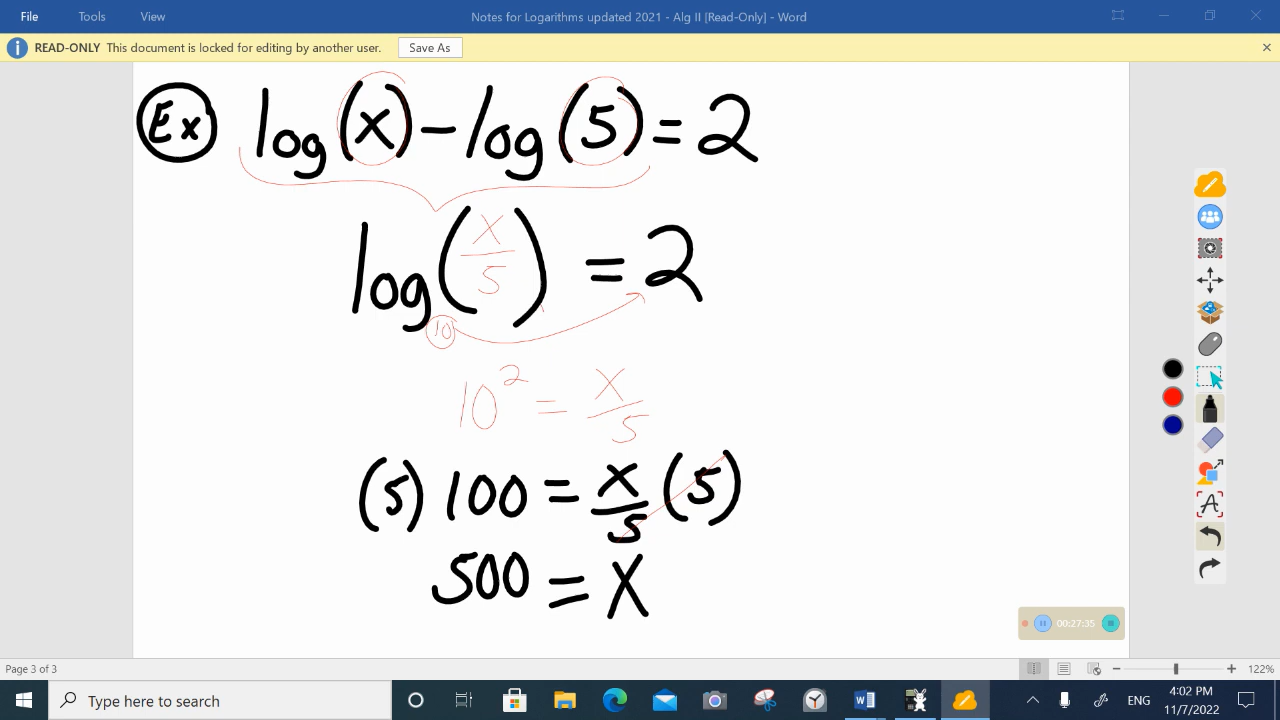 File Tools View Notes for Logarithms updated 2021 - Alg II [Read-Only] - Word
READ-ONLY This document is locked for editing by another user. Save As
Ex log(x) - log(5) = 2
log₁₀(x/5) = 2
10² = x/5
(5) 100 = x/5 (5)
500 = X
00:27:35
Page 3 of 3 122%
Type here to search ENG 4:02 PM
11/7/2022